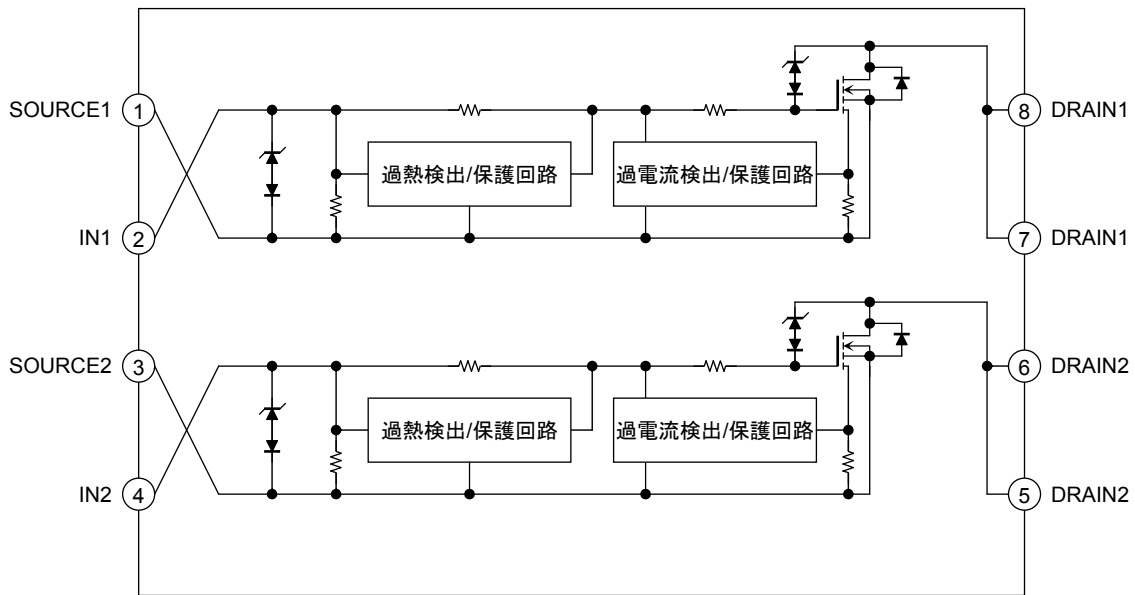 SOURCE1
1
8
DRAIN1
過熱検出/保護回路
過電流検出/保護回路
IN1
2
7
DRAIN1
SOURCE2
3
6
DRAIN2
過熱検出/保護回路
過電流検出/保護回路
IN2
4
5
DRAIN2